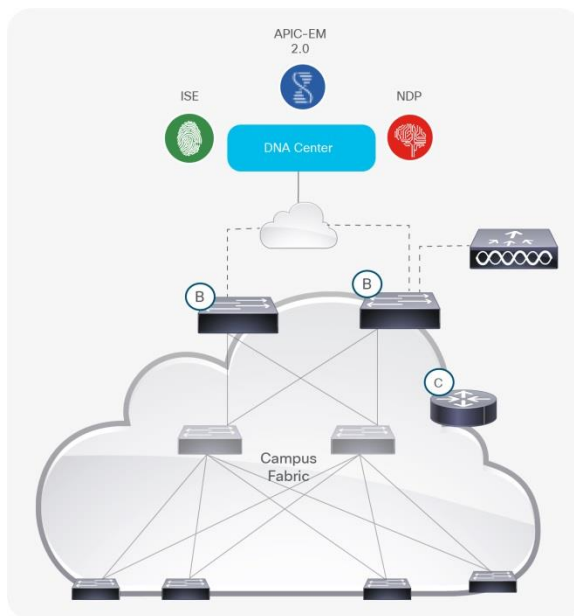 APIC-EM
2.0
ISE
NDP
DNA Center
B
B
C
Campus
Fabric